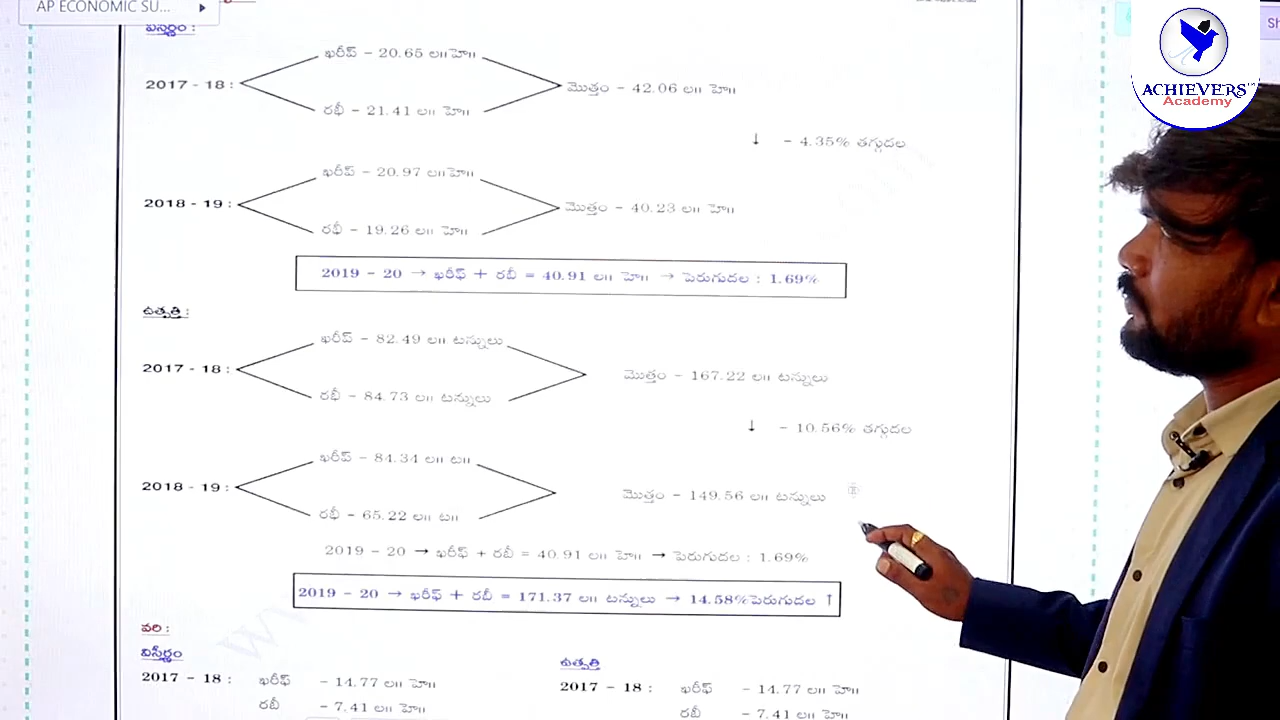 AP ECONOMIC SU...
ACHIEVERS
Academy
విస్తీర్ణం :
ఖరీఫ్ - 20.65 ల॥హె॥
2017 - 18 :
మొత్తం - 42.06 ల॥ హె॥
రబీ - 21.41 ల॥ హె॥
↓ - 4.35% తగ్గుదల
ఖరీఫ్ - 20.97 ల॥హె॥
2018 - 19 :
మొత్తం - 40.23 ల॥ హె॥
రబీ - 19.26 ల॥ హె॥
2019 - 20 → ఖరీఫ్ + రబీ = 40.91 ల॥ హె॥ → పెరుగుదల : 1.69%
ఉత్పత్తి :
ఖరీఫ్ - 82.49 ల॥ టన్నులు
2017 - 18 :
మొత్తం - 167.22 ల॥ టన్నులు
రబీ - 84.73 ల॥ టన్నులు
↓ - 10.56% తగ్గుదల
ఖరీఫ్ - 84.34 ల॥ ట॥
2018 - 19 :
మొత్తం - 149.56 ల॥ టన్నులు
రబీ - 65.22 ల॥ ట॥
2019 - 20 → ఖరీఫ్ + రబీ = 40.91 ల॥ హె॥ → పెరుగుదల : 1.69%
2019 - 20 → ఖరీఫ్ + రబీ = 171.37 ల॥ టన్నులు → 14.58%పెరుగుదల ↑
వరి :
విస్తీర్ణం
ఉత్పత్తి
2017 - 18 : ఖరీఫ్ - 14.77 ల॥ హె॥
2017 - 18 : ఖరీఫ్ - 14.77 ల॥ హె॥
రబీ - 7.41 ల॥ హె॥
రబీ - 7.41 ల॥ హె॥